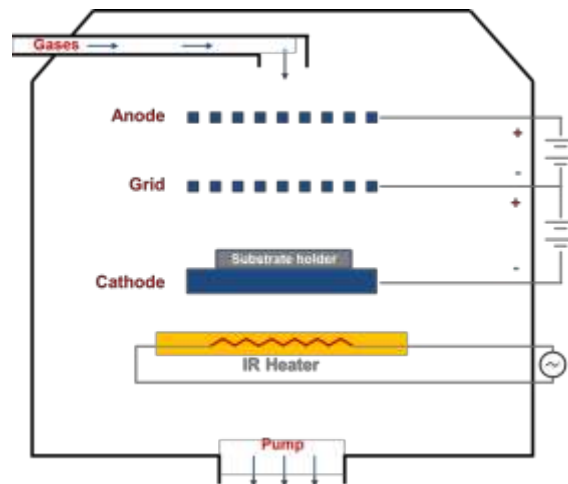 Gases
Anode
+
-
Grid
+
Substrate holder
-
Cathode
IR Heater
~
Pump